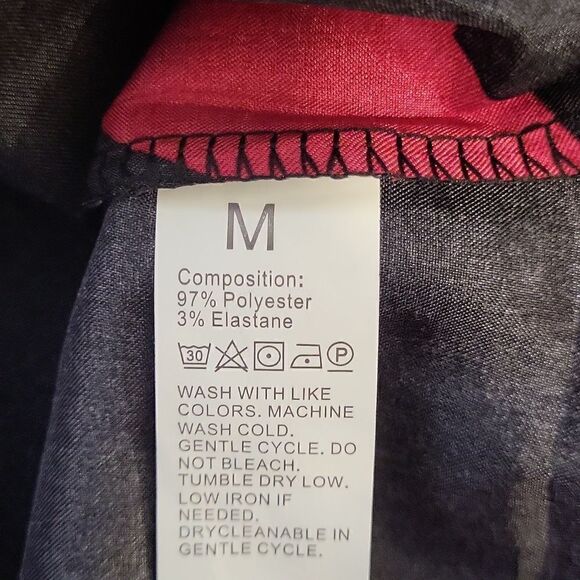 M
Composition:
97% Polyester
3% Elastane
30 P
WASH WITH LIKE
COLORS. MACHINE
WASH COLD.
GENTLE CYCLE. DO
NOT BLEACH.
TUMBLE DRY LOW.
LOW IRON IF
NEEDED.
DRYCLEANABLE IN
GENTLE CYCLE.